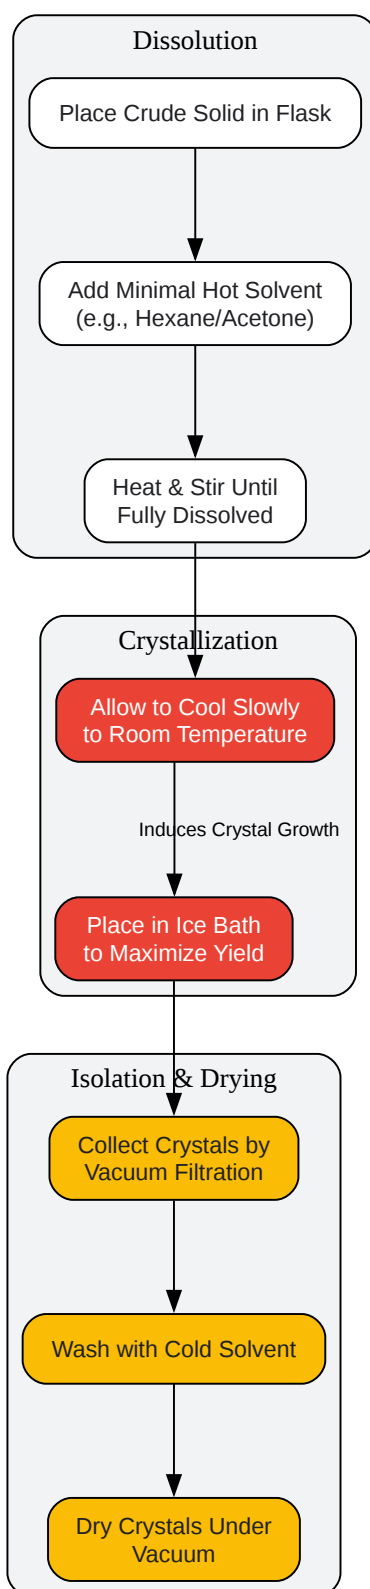 Dissolution
Place Crude Solid in Flask
Add Minimal Hot Solvent
(e.g., Hexane/Acetone)
Heat & Stir Until
Fully Dissolved
Crystallization
Allow to Cool Slowly
to Room Temperature
Induces Crystal Growth
Place in Ice Bath
to Maximize Yield
Isolation & Drying
Collect Crystals by
Vacuum Filtration
Wash with Cold Solvent
Dry Crystals Under
Vacuum